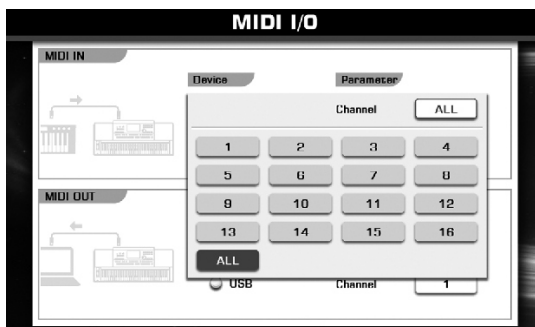 MIDI I/O
MIDI IN
Device Parameter
Channel ALL
1 2 3 4
5 6 7 8
9 10 11 12
13 14 15 16
ALL
MIDI OUT
USB Channel 1